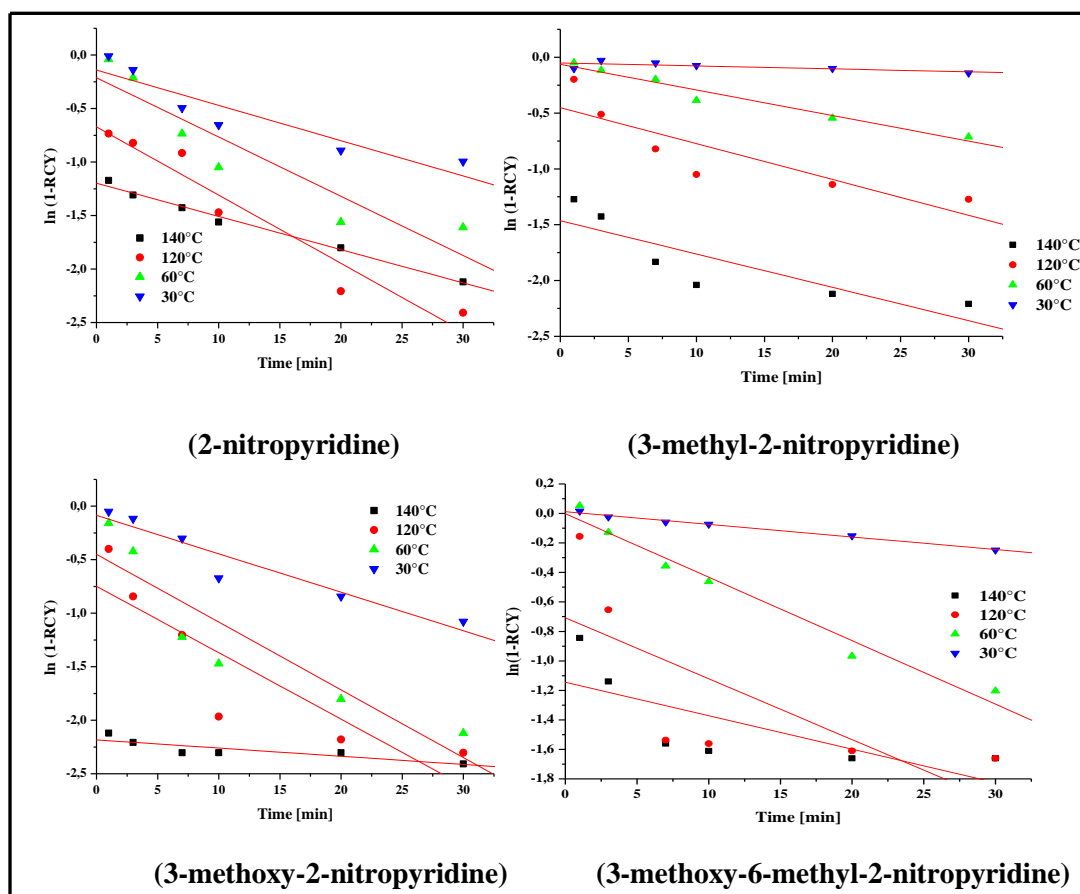 0,0
-0,5
-1,0
-1,5
-2,0
-2,5
ln (1-RCY)
140°C
120°C
60°C
30°C
0 5 10 15 20 25 30
Time [min]
(2-nitropyridine)
0,0
-0,5
-1,0
-1,5
-2,0
-2,5
ln (1-RCY)
140°C
120°C
60°C
30°C
0 5 10 15 20 25 30
Time [min]
(3-methyl-2-nitropyridine)
0,0
-0,5
-1,0
-1,5
-2,0
-2,5
ln (1-RCY)
140°C
120°C
60°C
30°C
0 5 10 15 20 25 30
Time [min]
(3-methoxy-2-nitropyridine)
0,2
0,0
-0,2
-0,4
-0,6
-0,8
-1,0
-1,2
-1,4
-1,6
-1,8
ln(1-RCY)
140°C
120°C
60°C
30°C
0 5 10 15 20 25 30
Time [min]
(3-methoxy-6-methyl-2-nitropyridine)